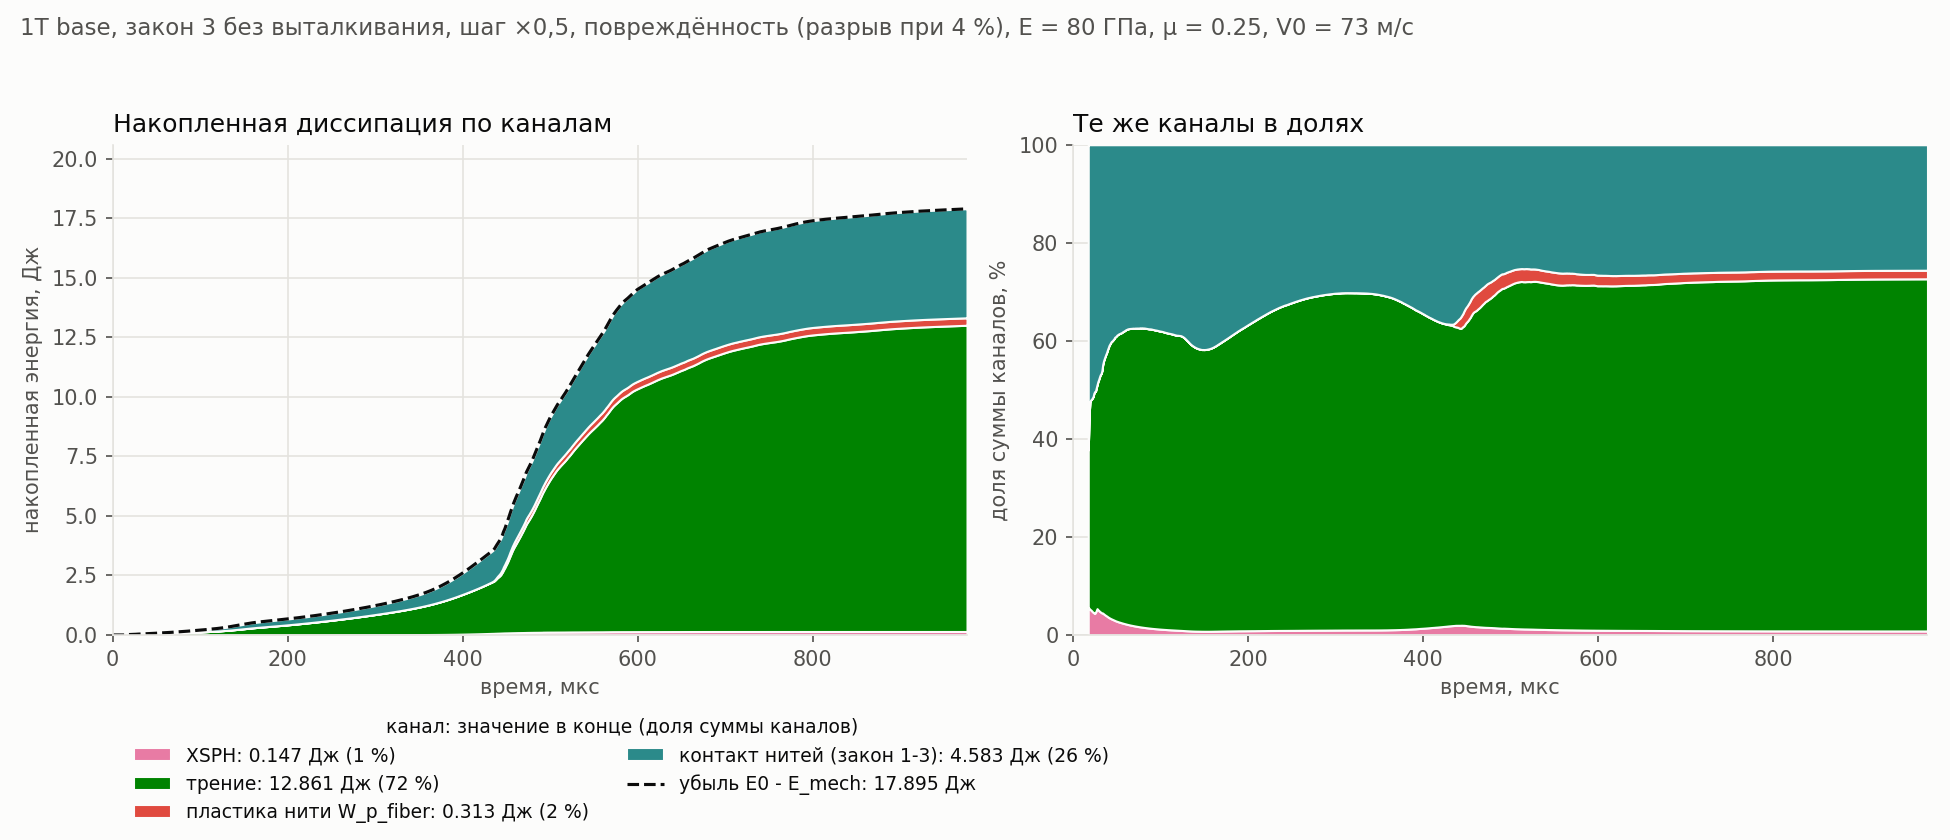 1T base, закон 3 без выталкивания, шаг ×0,5, повреждённость (разрыв при 4 %), E = 80 ГПа, μ = 0.25, V0 = 73 м/с
Накопленная диссипация по каналам
накопленная энергия, Дж
20.0
17.5
15.0
12.5
10.0
7.5
5.0
2.5
0.0
0 200 400 600 800
время, мкс
Те же каналы в долях
доля суммы каналов, %
100
80
60
40
20
0
0 200 400 600 800
время, мкс
канал: значение в конце (доля суммы каналов)
XSPH: 0.147 Дж (1 %)
трение: 12.861 Дж (72 %)
пластика нити W_p_fiber: 0.313 Дж (2 %)
контакт нитей (закон 1-3): 4.583 Дж (26 %)
убыль E0 - E_mech: 17.895 Дж